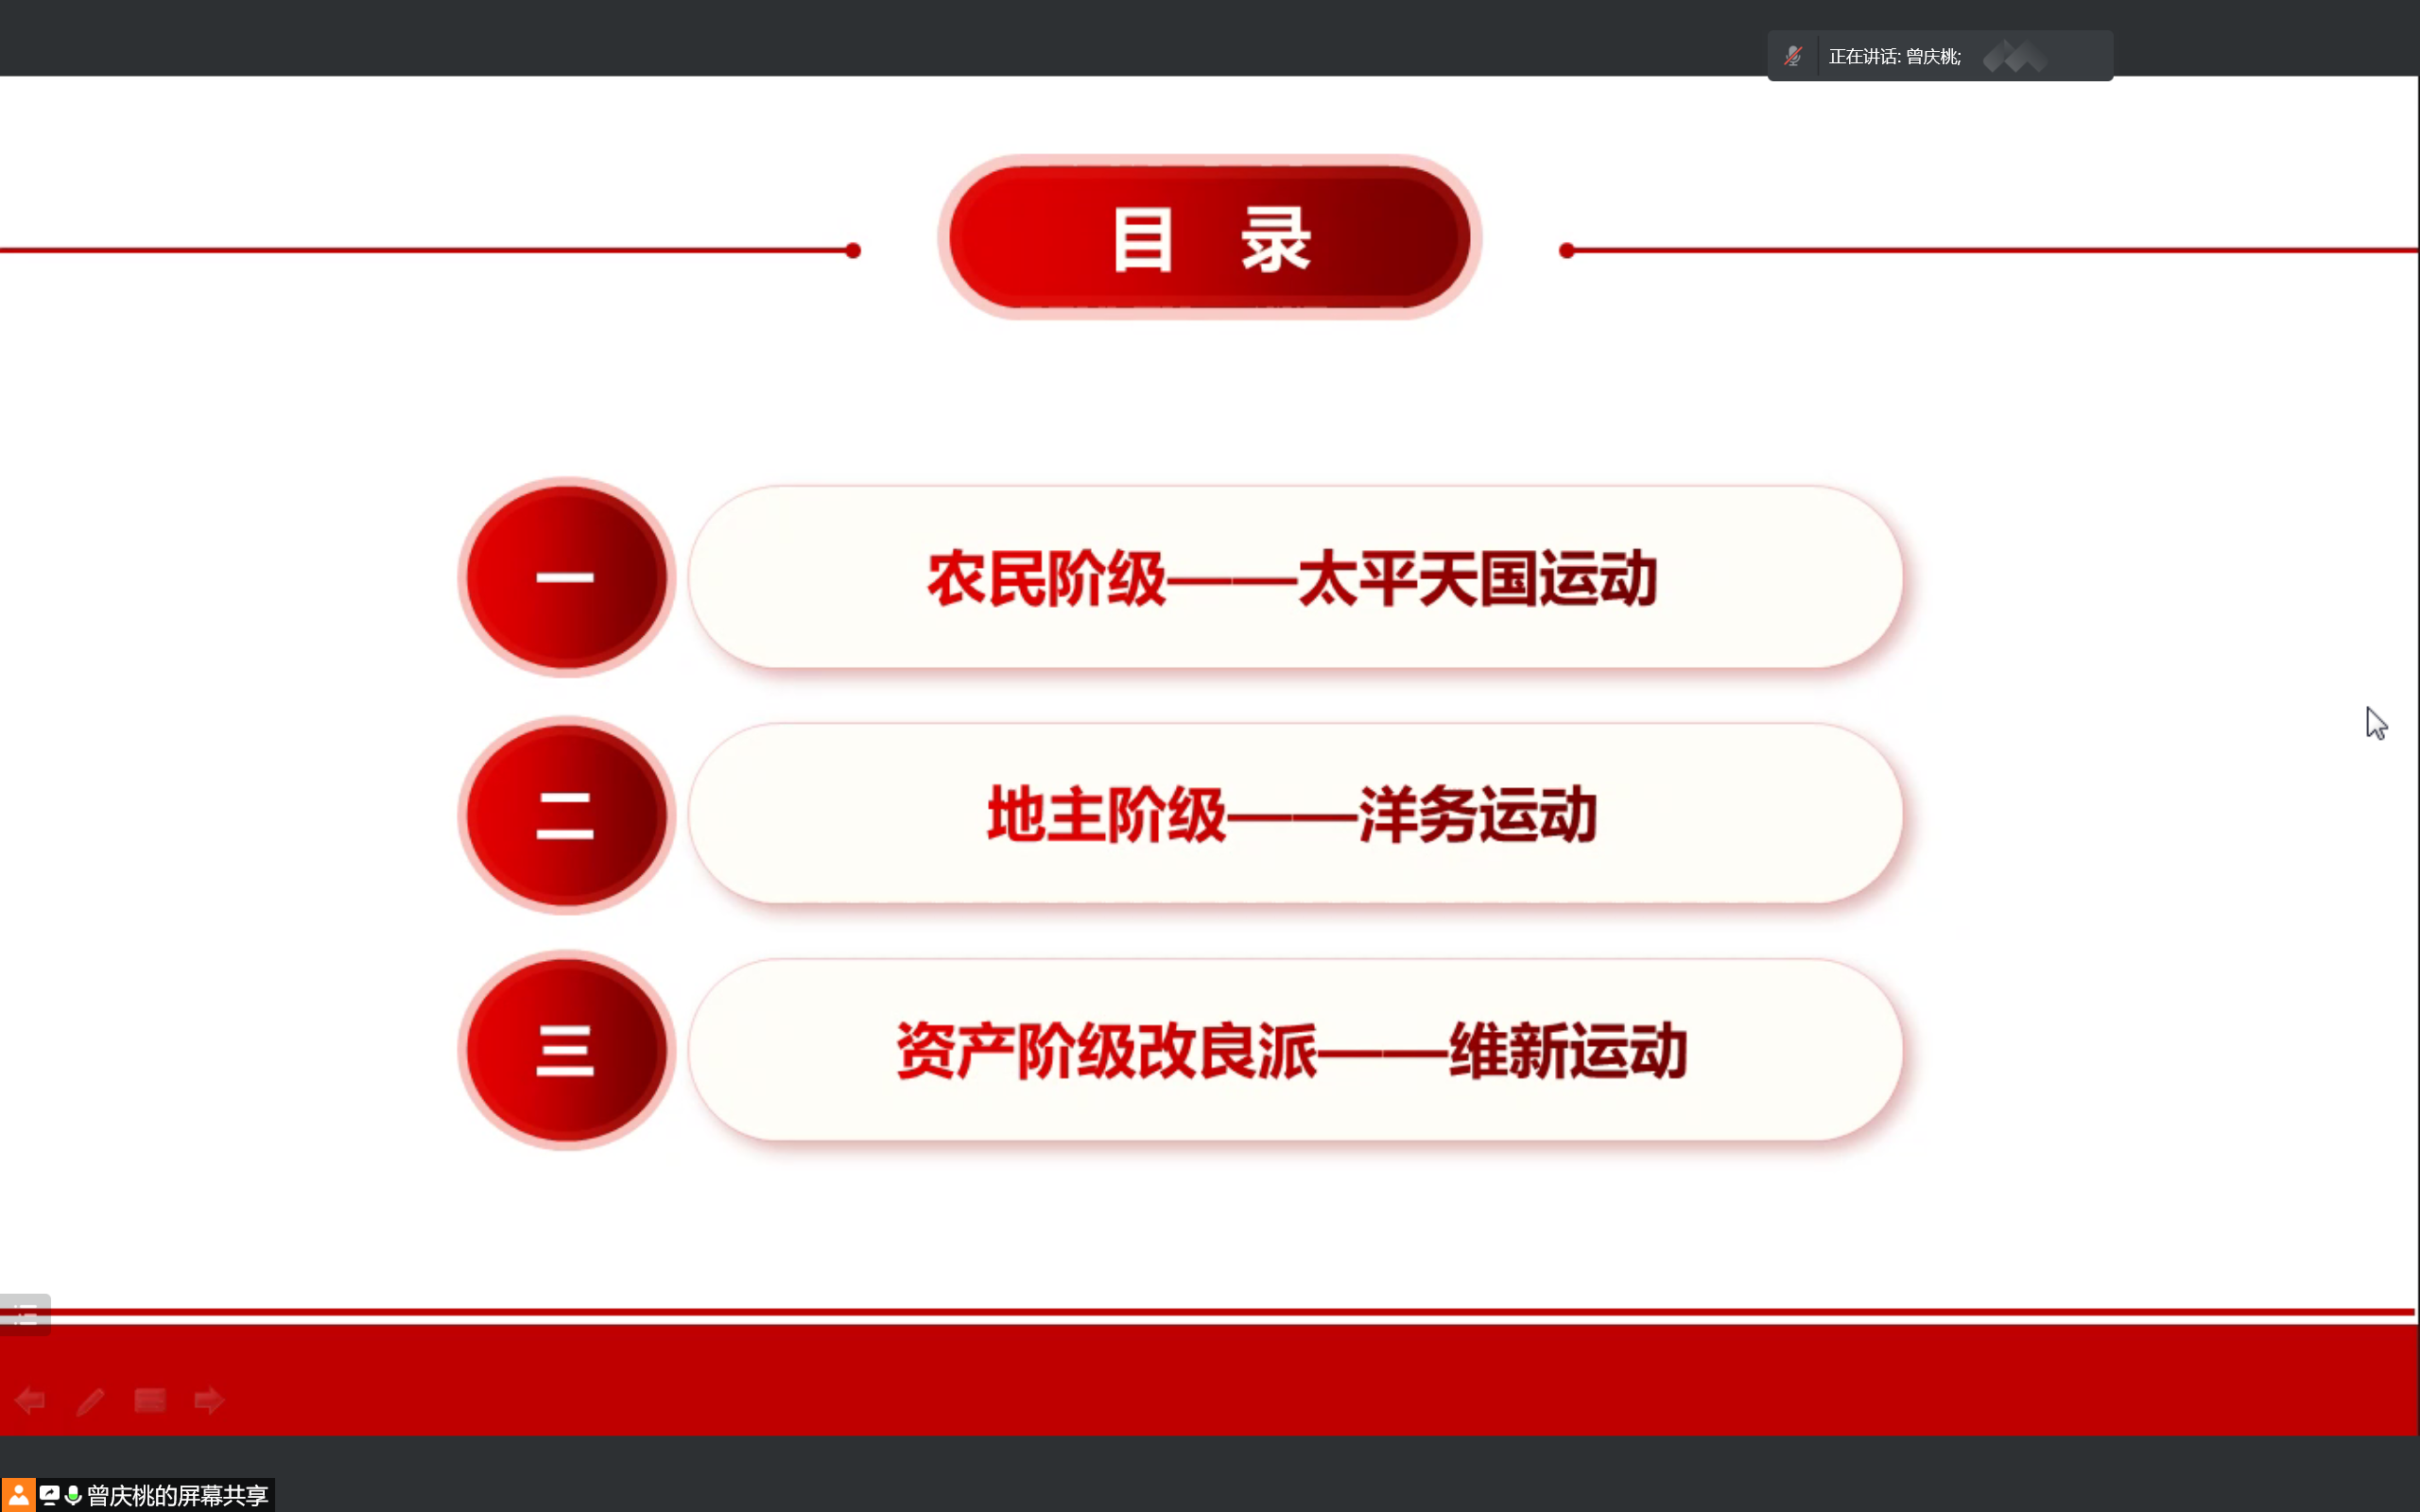 正在讲话: 曾庆桃;
目 录
一
农民阶级——太平天国运动
二
地主阶级——洋务运动
三
资产阶级改良派——维新运动
曾庆桃的屏幕共享